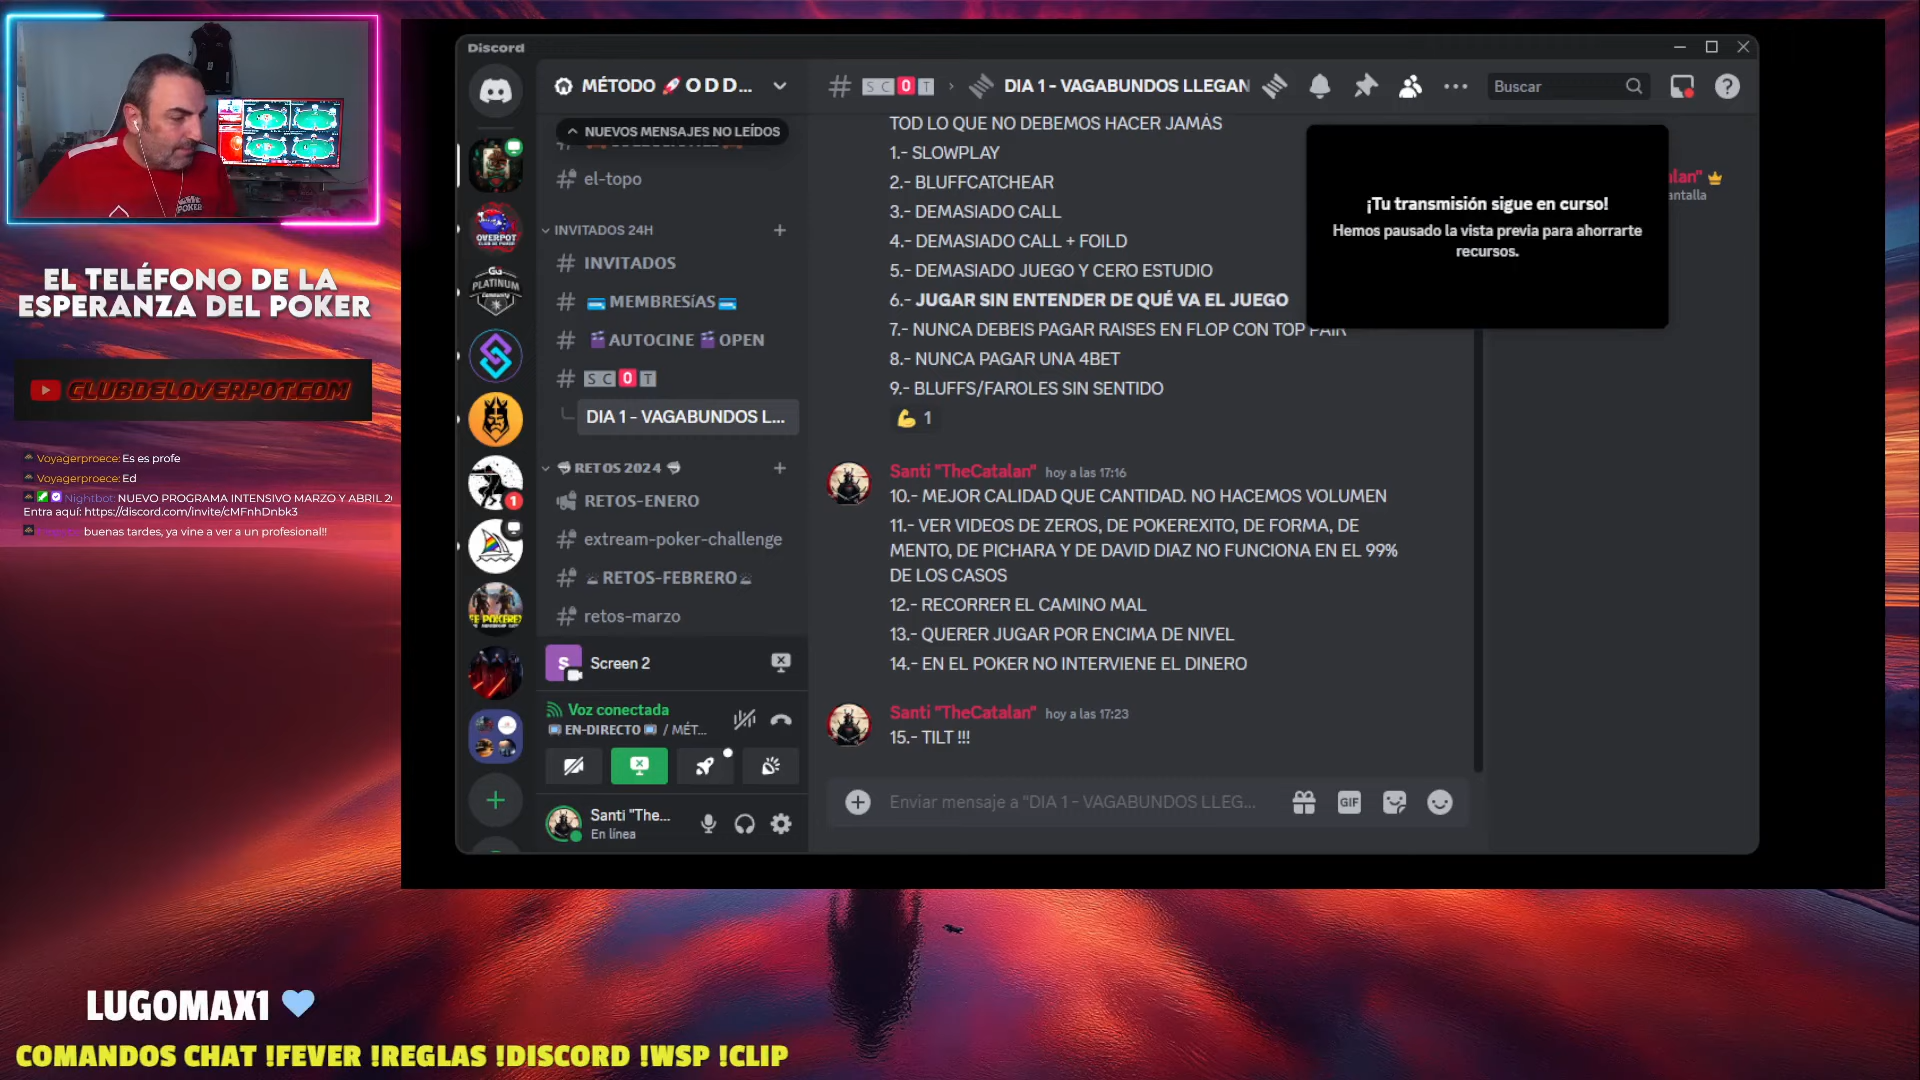 POKER
EL TELÉFONO DE LA
ESPERANZA DEL POKER
CLUBDELOVERPOT.COM
Voyagerproece: Es es profe
Voyagerproece: Ed
Nightbot: NUEVO PROGRAMA INTENSIVO MARZO Y ABRIL 20
Entra aquí: https://discord.com/invite/cMFnhDnbk3
buenas tardes, ya vine a ver a un profesional!!
LUGOMAX1
COMANDOS CHAT !FEVER !REGLAS !DISCORD !WSP !CLIP
Discord
OVERPOT
PLATINUM
1
MÉTODO 🚀 O D D...
NUEVOS MENSAJES NO LEÍDOS
el-topo
INVITADOS 24H
INVITADOS
MEMBRESíAS
AUTOCINE OPEN
S C O T
DIA 1 - VAGABUNDOS L...
RETOS 2024
RETOS-ENERO
extream-poker-challenge
RETOS-FEBRERO
retos-marzo
S
Screen 2
Voz conectada
EN-DIRECTO / MÉT...
Santi "The...
En línea
S C O T › DIA 1 - VAGABUNDOS LLEGAN
Buscar
TOD LO QUE NO DEBEMOS HACER JAMÁS
1.- SLOWPLAY
2.- BLUFFCATCHEAR
3.- DEMASIADO CALL
4.- DEMASIADO CALL + FOILD
5.- DEMASIADO JUEGO Y CERO ESTUDIO
6.- JUGAR SIN ENTENDER DE QUÉ VA EL JUEGO
7.- NUNCA DEBEIS PAGAR RAISES EN FLOP CON TOP PAIR
8.- NUNCA PAGAR UNA 4BET
9.- BLUFFS/FAROLES SIN SENTIDO
💪 1
Santi "TheCatalan" hoy a las 17:16
10.- MEJOR CALIDAD QUE CANTIDAD. NO HACEMOS VOLUMEN
11.- VER VIDEOS DE ZEROS, DE POKEREXITO, DE FORMA, DE
MENTO, DE PICHARA Y DE DAVID DIAZ NO FUNCIONA EN EL 99%
DE LOS CASOS
12.- RECORRER EL CAMINO MAL
13.- QUERER JUGAR POR ENCIMA DE NIVEL
14.- EN EL POKER NO INTERVIENE EL DINERO
Santi "TheCatalan" hoy a las 17:23
15.- TILT !!!
Enviar mensaje a "DIA 1 - VAGABUNDOS LLEG...
GIF
¡Tu transmisión sigue en curso!
Hemos pausado la vista previa para ahorrarte
recursos.
alan"
antalla